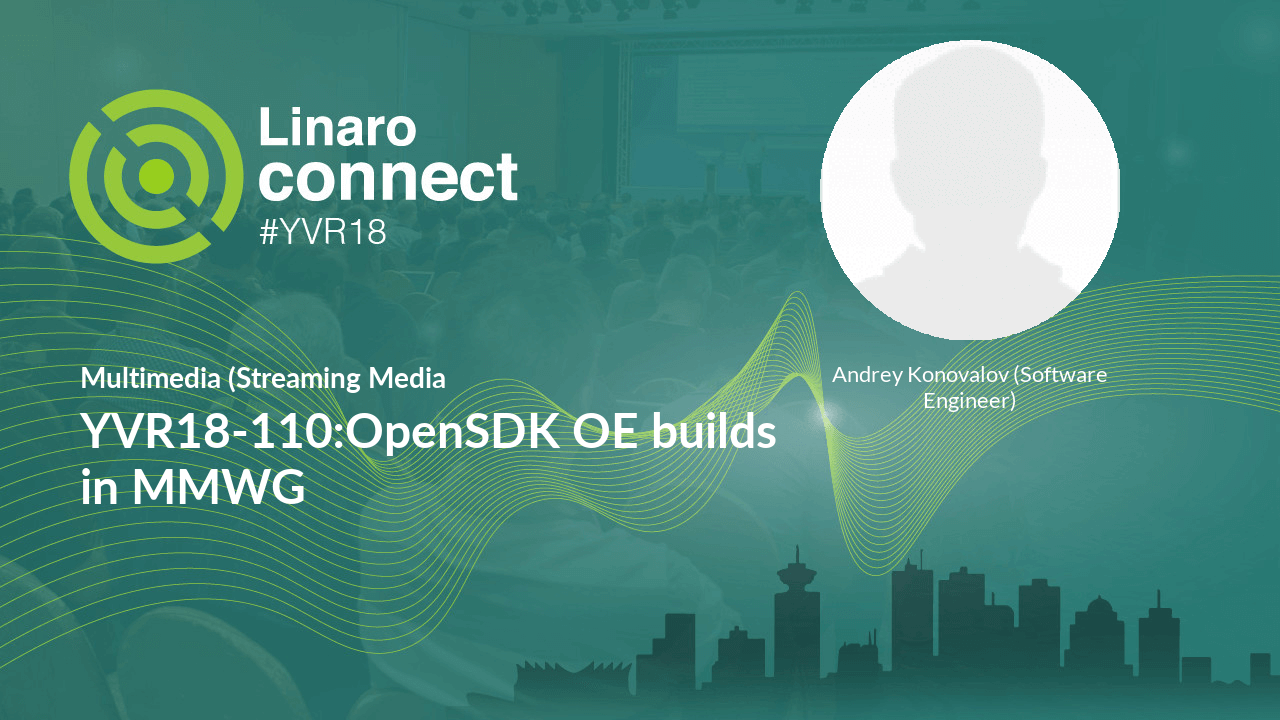 Linaro
connect
#YVR18
Multimedia (Streaming Media
YVR18-110:OpenSDK OE builds
in MMWG
Andrey Konovalov (Software
Engineer)